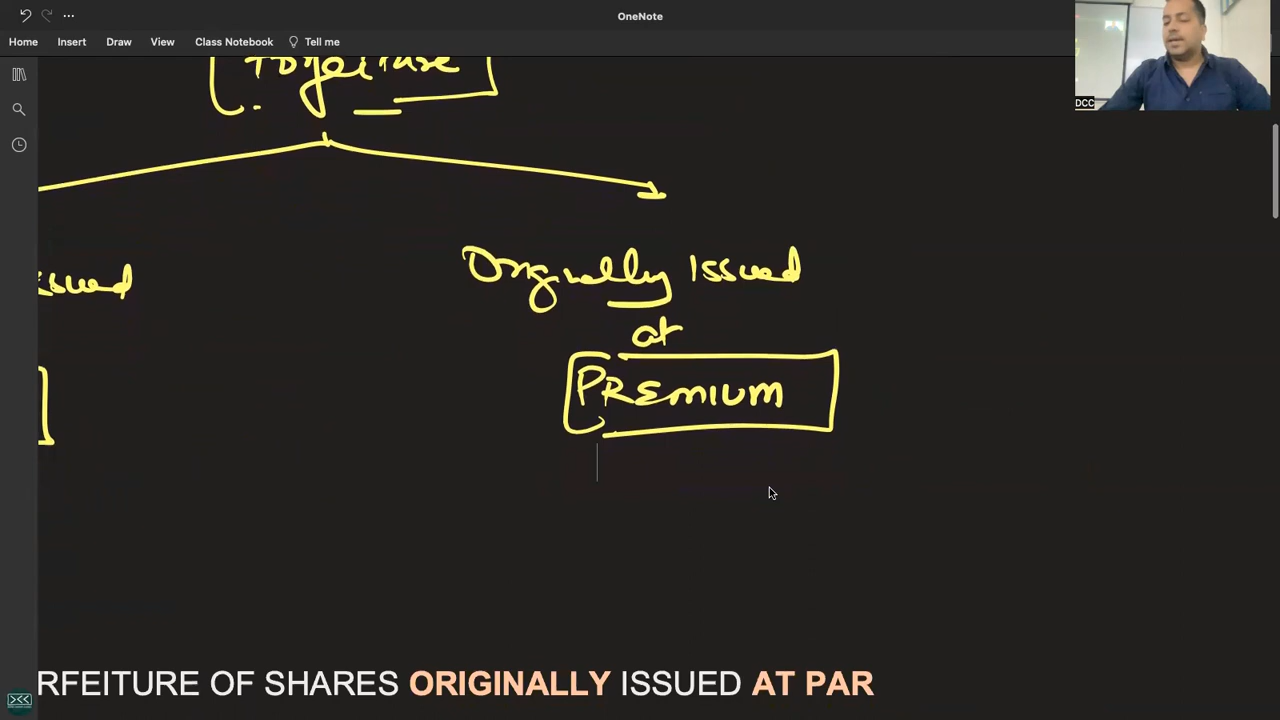 OneNote
Home Insert Draw View Class Notebook Tell me
DCC
Forfeiture
Originally Issued
at
PREMIUM
RFEITURE OF SHARES ORIGINALLY ISSUED AT PAR